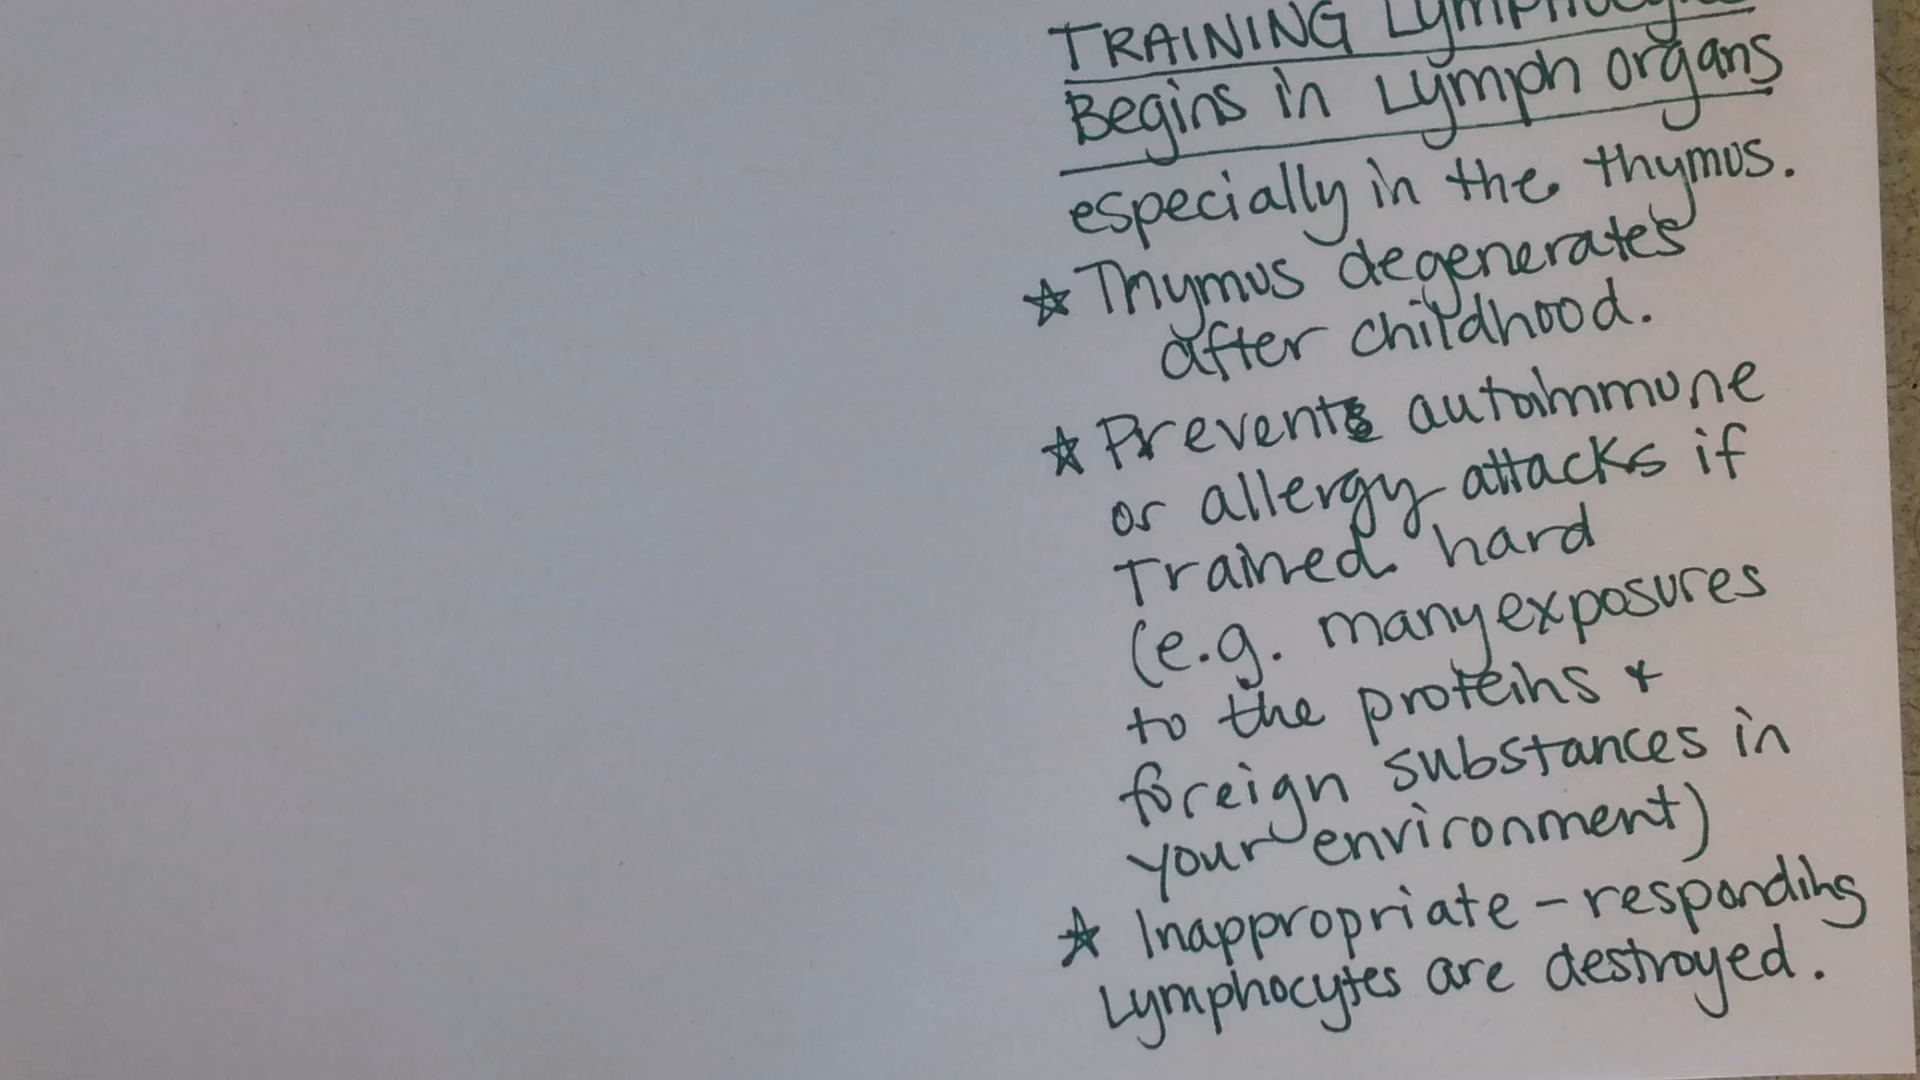 TRAINING Lymphocytes
Begins in Lymph organs
especially in the thymus.
☆ Thymus degenerates
after childhood.
☆ Prevents autoimmune
or allergy attacks if
Trained hard
(e.g. many exposures
to the proteins +
foreign substances in
your environment)
☆ Inappropriate - responding
Lymphocytes are destroyed.